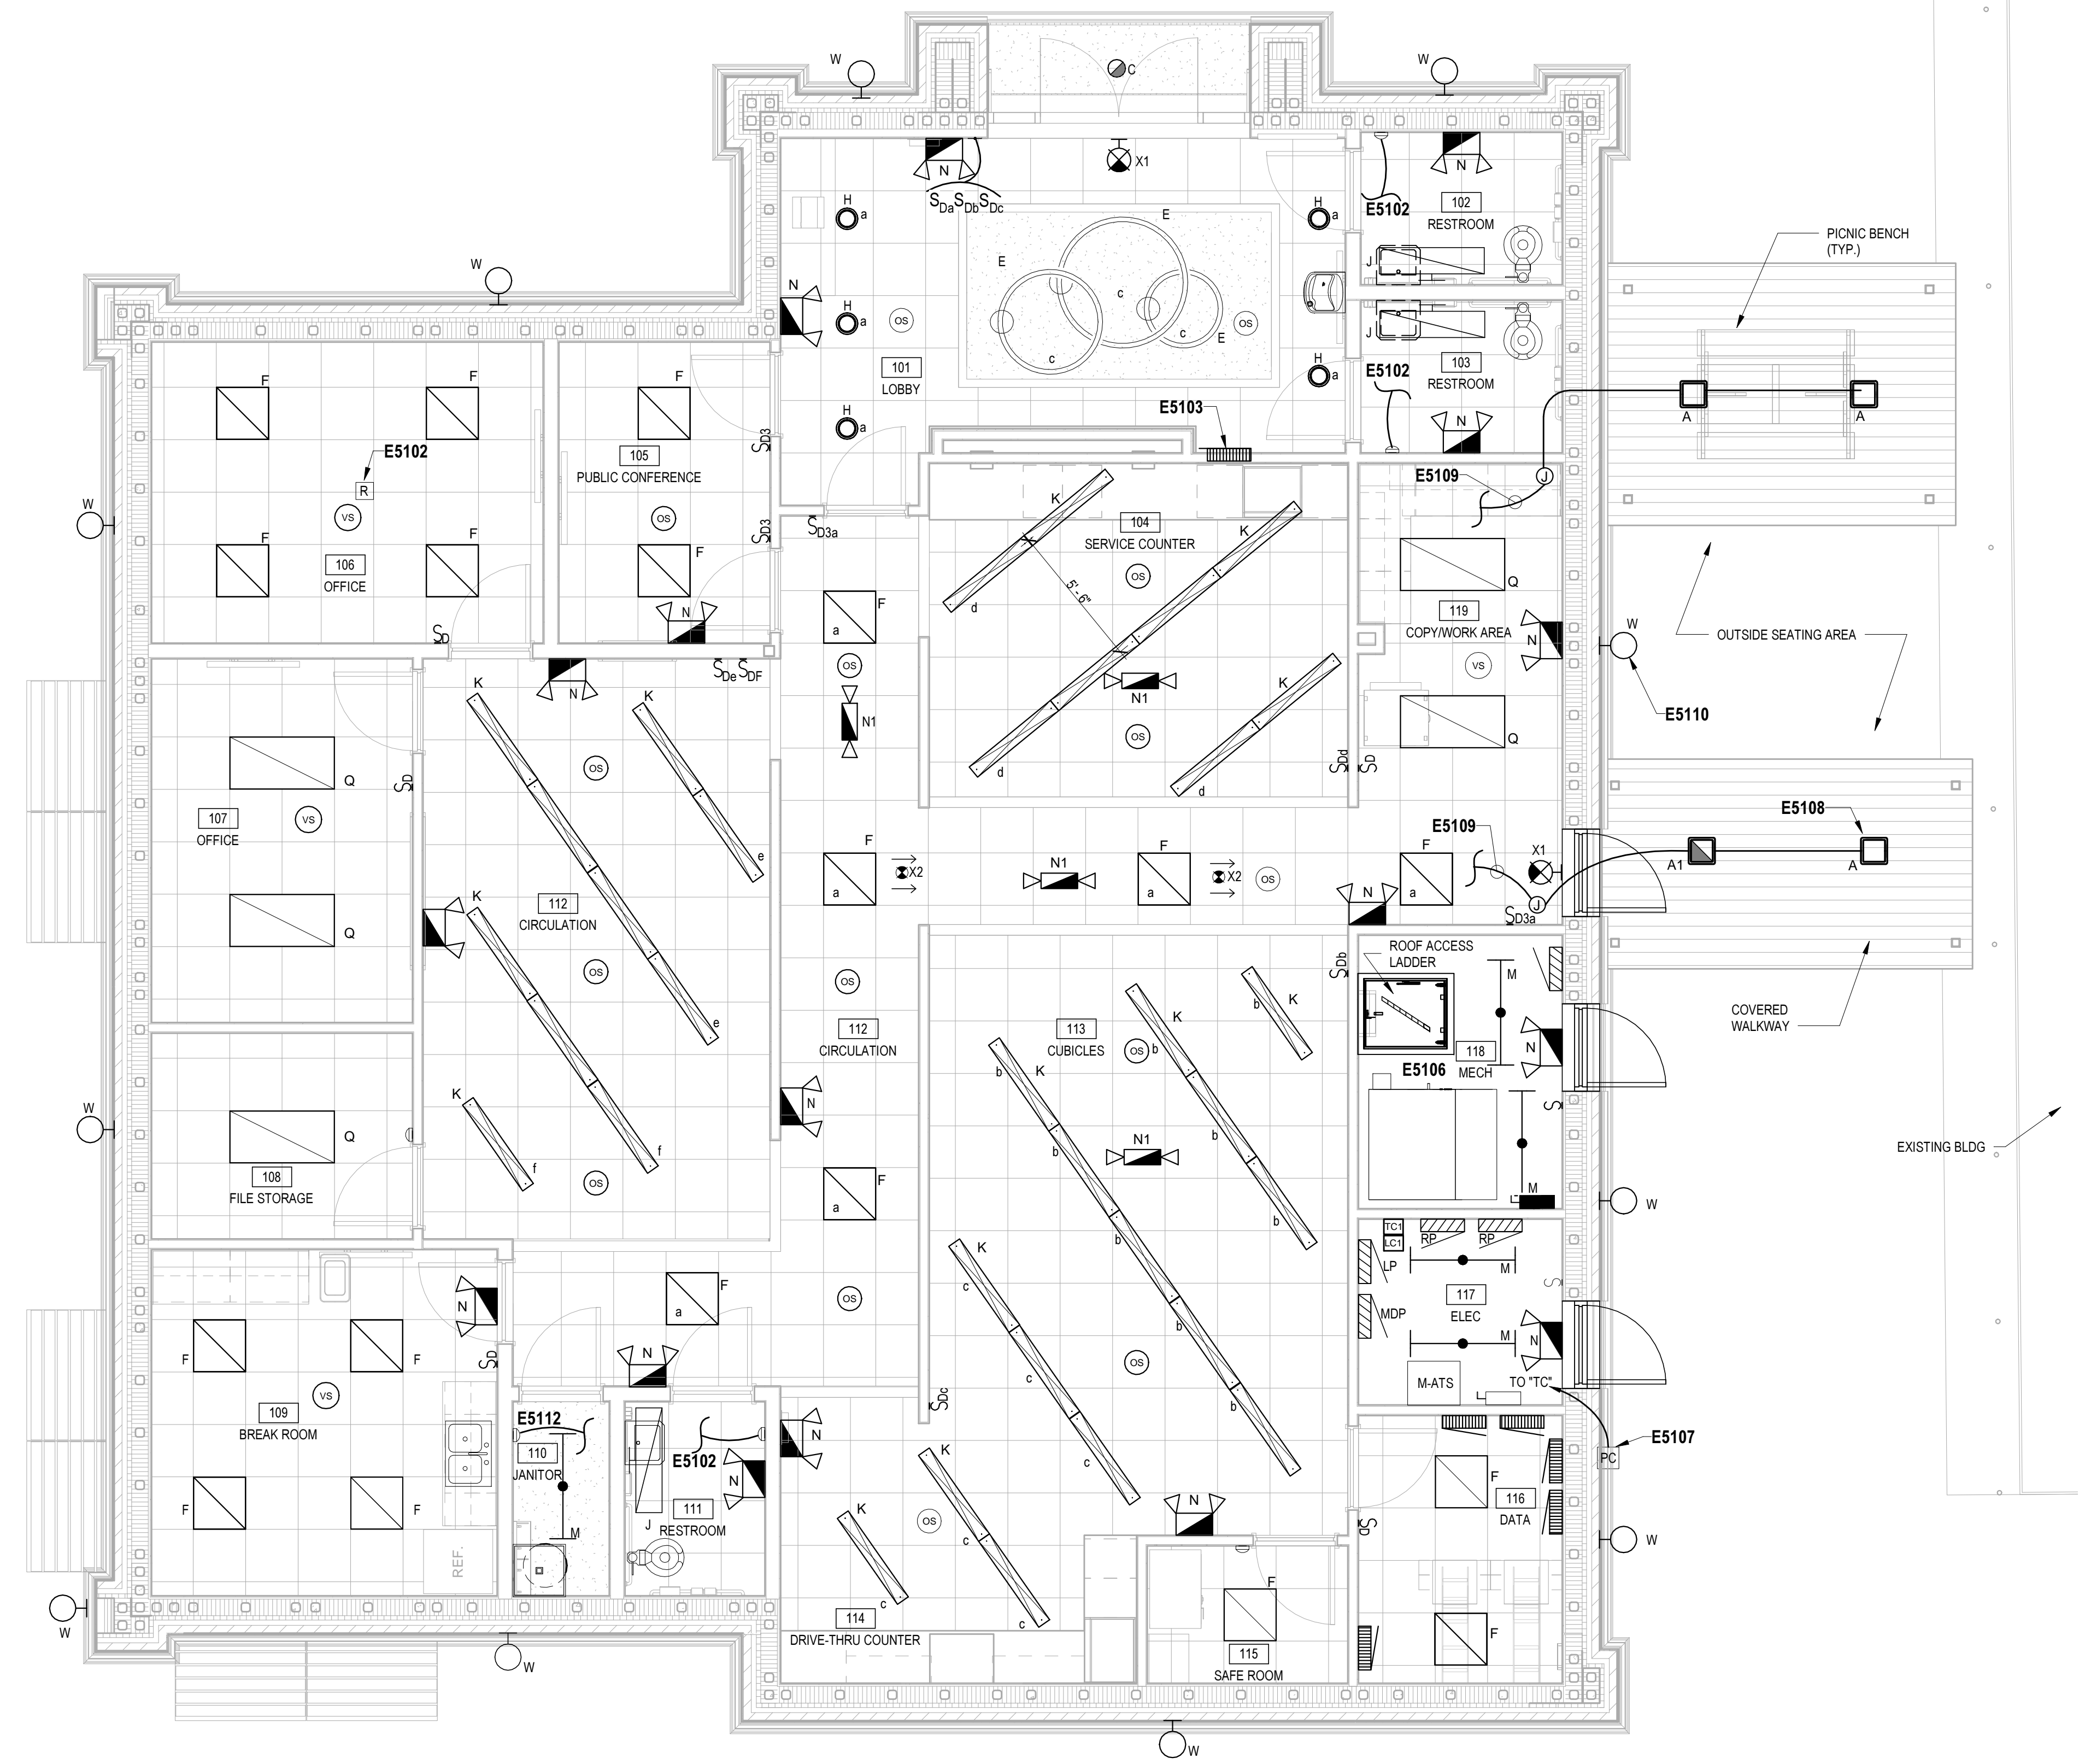 W
W
C
N
X1
SDa SDb SDc
N
E5102
102
RESTROOM
H
a
H
a
E
PICNIC BENCH
(TYP.)
W
E
J
N
c
H
a
OS
OS
c
E
c
J
103
RESTROOM
101
LOBBY
H
a
E5102
F
F
F
E5103
H
a
N
A
A
E5102
105
PUBLIC CONFERENCE
SD3
R
K
E5109
J
W
VS
OS
SD3
SD3a
104
SERVICE COUNTER
K
F
F
F
106
OFFICE
5' - 6"
OS
Q
d
F
a
119
COPY/WORK AREA
N
SD
N
W
OUTSIDE SEATING AREA
OS
VS
SDe SDF
N
K
K
K
N1
N1
E5110
OS
Q
OS
SDd
SD
d
d
Q
SD
107
OFFICE
VS
E5108
E5109
F
a
X2
N1
F
a
X2
OS
F
a
X1
A1
A
e
K
112
CIRCULATION
N
J
SD3a
Q
N
ROOF ACCESS
LADDER
SDb
OS
OS
M
K
b
K
COVERED
WALKWAY
e
112
CIRCULATION
113
CUBICLES
OS
b
118
MECH
N
K
b
E5106
K
N
S
W
Q
b
b
N1
EXISTING BLDG
108
FILE STORAGE
f
f
OS
F
a
M
W
b
b
TC1
LC1
RP
RP
K
LP
M
S
c
F
a
OS
117
ELEC
N
MDP
b
M
N
F
F
SD
N
OS
c
VS
M-ATS
TO "TC"
109
BREAK ROOM
SDc
b
E5112
110
JANITOR
E5102
N
K
c
E5107
PC
F
F
N
F
116
DATA
K
N
111
RESTROOM
J
M
OS
SD
c
W
REF.
F
c
W
114
DRIVE-THRU COUNTER
c
F
W
115
SAFE ROOM
W
W